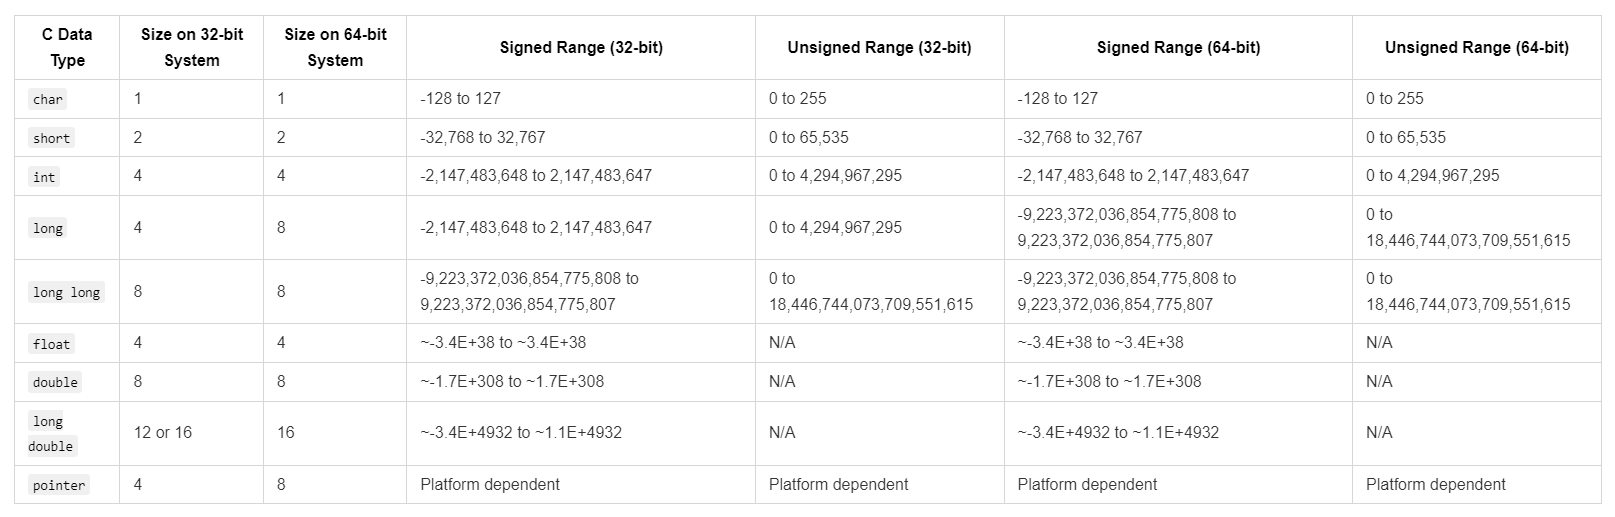 C Data Type Size on 32-bit System Size on 64-bit System Signed Range (32-bit) Unsigned Range (32-bit) Signed Range (64-bit) Unsigned Range (64-bit)
char 1 1 -128 to 127 0 to 255 -128 to 127 0 to 255
short 2 2 -32,768 to 32,767 0 to 65,535 -32,768 to 32,767 0 to 65,535
int 4 4 -2,147,483,648 to 2,147,483,647 0 to 4,294,967,295 -2,147,483,648 to 2,147,483,647 0 to 4,294,967,295
long 4 8 -2,147,483,648 to 2,147,483,647 0 to 4,294,967,295 -9,223,372,036,854,775,808 to 9,223,372,036,854,775,807 0 to 18,446,744,073,709,551,615
long long 8 8 -9,223,372,036,854,775,808 to 9,223,372,036,854,775,807 0 to 18,446,744,073,709,551,615 -9,223,372,036,854,775,808 to 9,223,372,036,854,775,807 0 to 18,446,744,073,709,551,615
float 4 4 ~-3.4E+38 to ~3.4E+38 N/A ~-3.4E+38 to ~3.4E+38 N/A
double 8 8 ~-1.7E+308 to ~1.7E+308 N/A ~-1.7E+308 to ~1.7E+308 N/A
long double 12 or 16 16 ~-3.4E+4932 to ~1.1E+4932 N/A ~-3.4E+4932 to ~1.1E+4932 N/A
pointer 4 8 Platform dependent Platform dependent Platform dependent Platform dependent